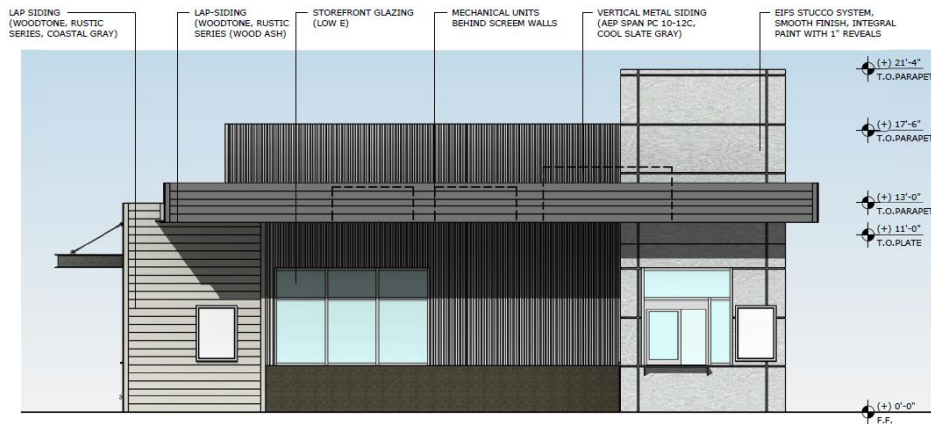 LAP SIDING
(WOODTONE, RUSTIC
SERIES, COASTAL GRAY)
LAP-SIDING
(WOODTONE, RUSTIC
SERIES (WOOD ASH)
STOREFRONT GLAZING
(LOW E)
MECHANICAL UNITS
BEHIND SCREEM WALLS
VERTICAL METAL SIDING
(AEP SPAN PC 10-12C,
COOL SLATE GRAY)
EIFS STUCCO SYSTEM,
SMOOTH FINISH, INTEGRAL
PAINT WITH 1" REVEALS
(+) 21'-4"
T.O.PARAPET
(+) 17'-6"
T.O.PARAPET
(+) 13'-0"
T.O.PARAPET
(+) 11'-0"
T.O.PLATE
(+) 0'-0"
F.F.